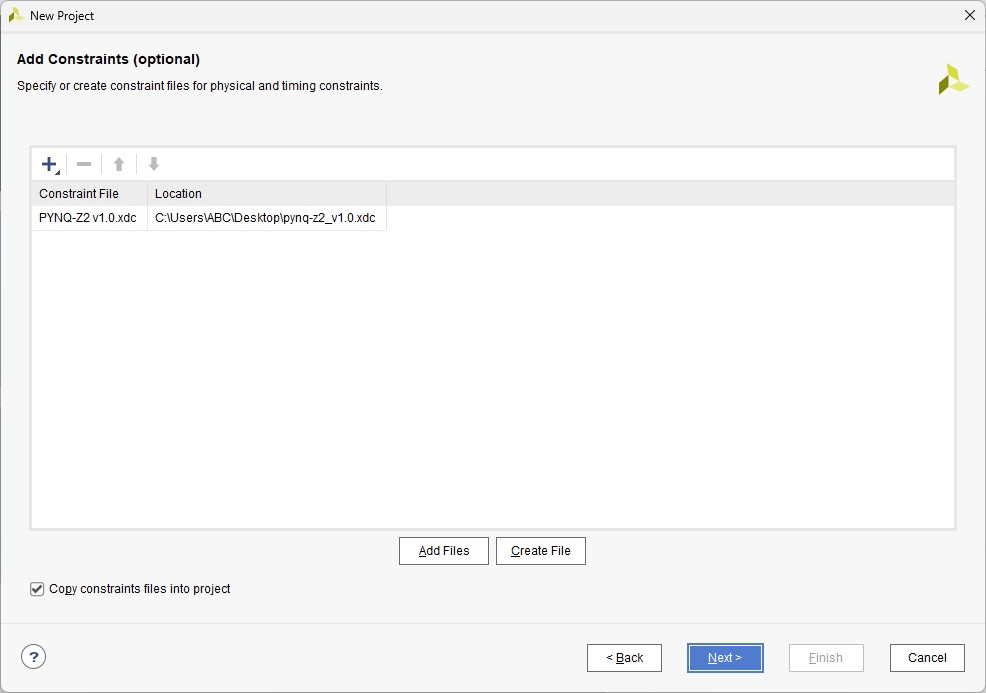 New Project
Add Constraints (optional)
Specify or create constraint files for physical and timing constraints.
Constraint File Location
PYNQ-Z2 v1.0.xdc C:\Users\ABC\Desktop\pynq-z2_v1.0.xdc
Add Files Create File
Copy constraints files into project
? < Back Next > Finish Cancel